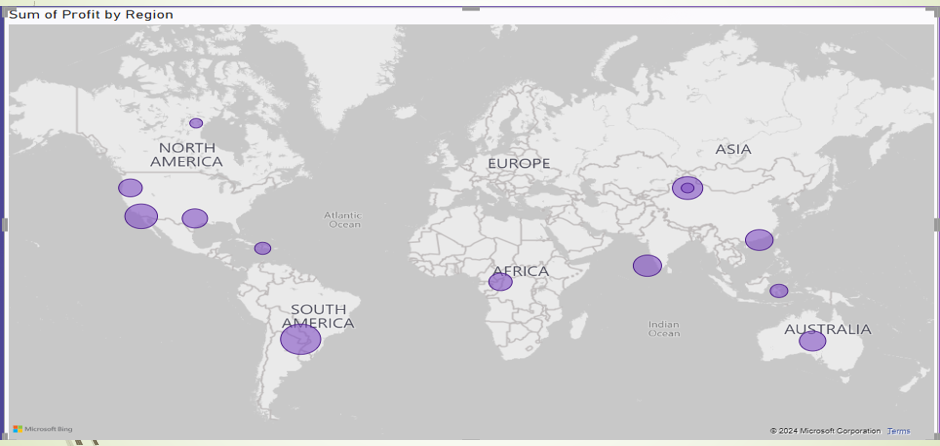 Sum of Profit by Region
NORTH
AMERICA
EUROPE
ASIA
Atlantic
Ocean
AFRICA
SOUTH
AMERICA
Indian
Ocean
AUSTRALIA
Microsoft Bing
© 2024 Microsoft Corporation Terms